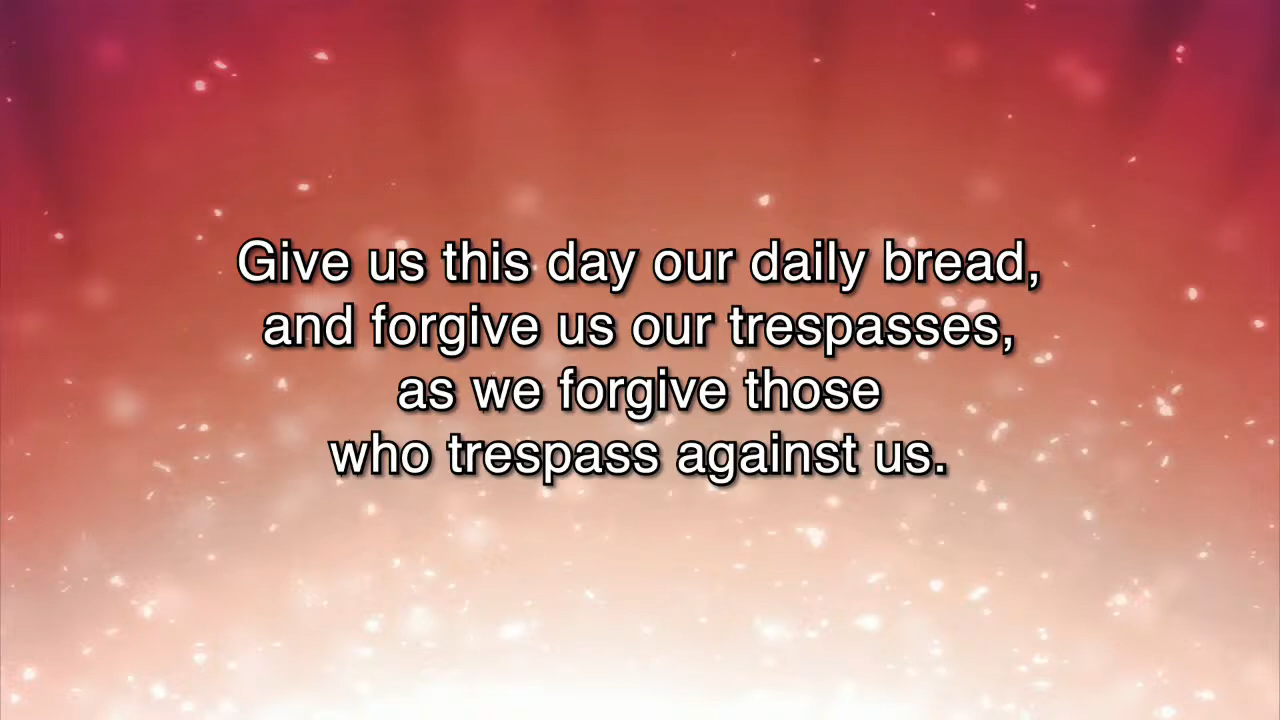 Give us this day our daily bread,
and forgive us our trespasses,
as we forgive those
who trespass against us.